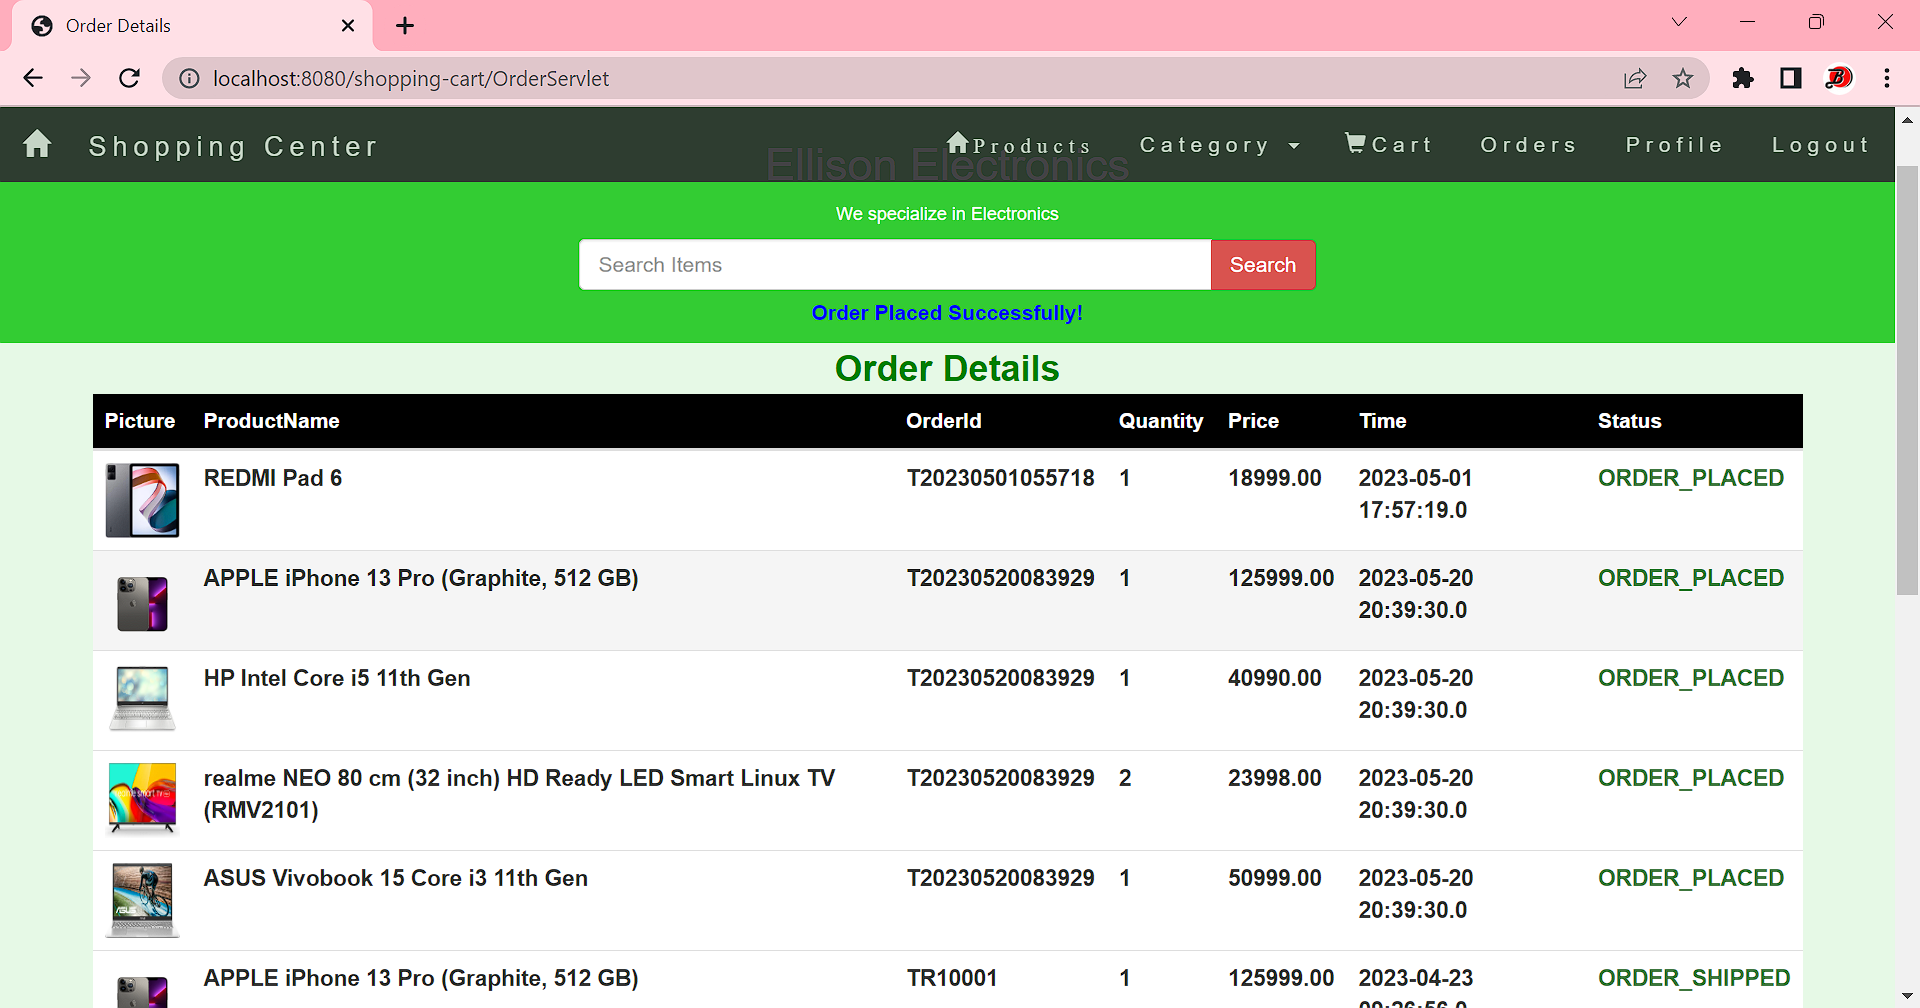 Order Details
localhost:8080/shopping-cart/OrderServlet
Shopping Center
Products Category Cart Orders Profile Logout
Ellison Electronics
We specialize in Electronics
Search Items Search
Order Placed Successfully!
Order Details
Picture ProductName OrderId Quantity Price Time Status
REDMI Pad 6 T20230501055718 1 18999.00 2023-05-01 ORDER_PLACED
17:57:19.0
APPLE iPhone 13 Pro (Graphite, 512 GB) T20230520083929 1 125999.00 2023-05-20 ORDER_PLACED
20:39:30.0
HP Intel Core i5 11th Gen T20230520083929 1 40990.00 2023-05-20 ORDER_PLACED
20:39:30.0
realme NEO 80 cm (32 inch) HD Ready LED Smart Linux TV T20230520083929 2 23998.00 2023-05-20 ORDER_PLACED
(RMV2101) 20:39:30.0
ASUS Vivobook 15 Core i3 11th Gen T20230520083929 1 50999.00 2023-05-20 ORDER_PLACED
20:39:30.0
APPLE iPhone 13 Pro (Graphite, 512 GB) TR10001 1 125999.00 2023-04-23 ORDER_SHIPPED